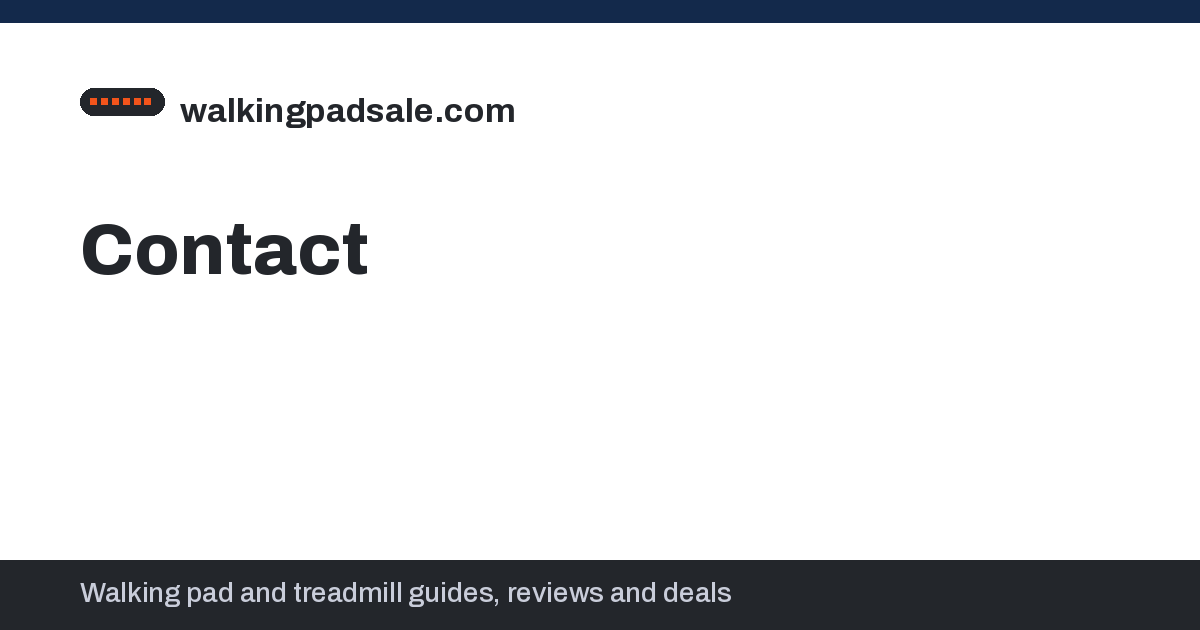 walkingpadsale.com
Contact
Walking pad and treadmill guides, reviews and deals